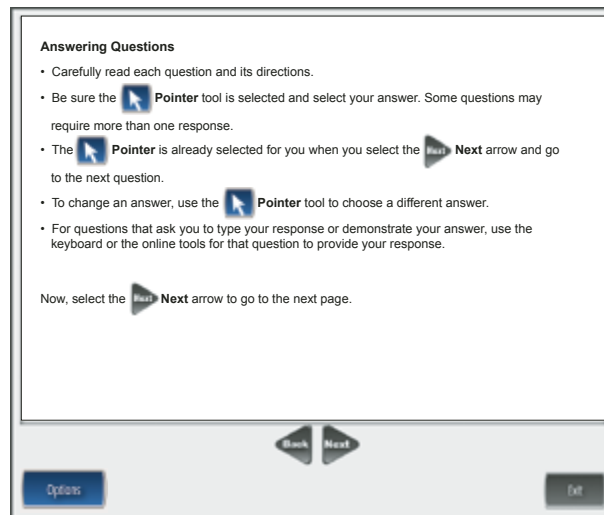 Answering Questions
• Carefully read each question and its directions.
• Be sure the Pointer tool is selected and select your answer. Some questions may
require more than one response.
• The Pointer is already selected for you when you select the Next Next arrow and go
to the next question.
• To change an answer, use the Pointer tool to choose a different answer.
• For questions that ask you to type your response or demonstrate your answer, use the
keyboard or the online tools for that question to provide your response.
Now, select the Next Next arrow to go to the next page.
Back Next
Options Exit